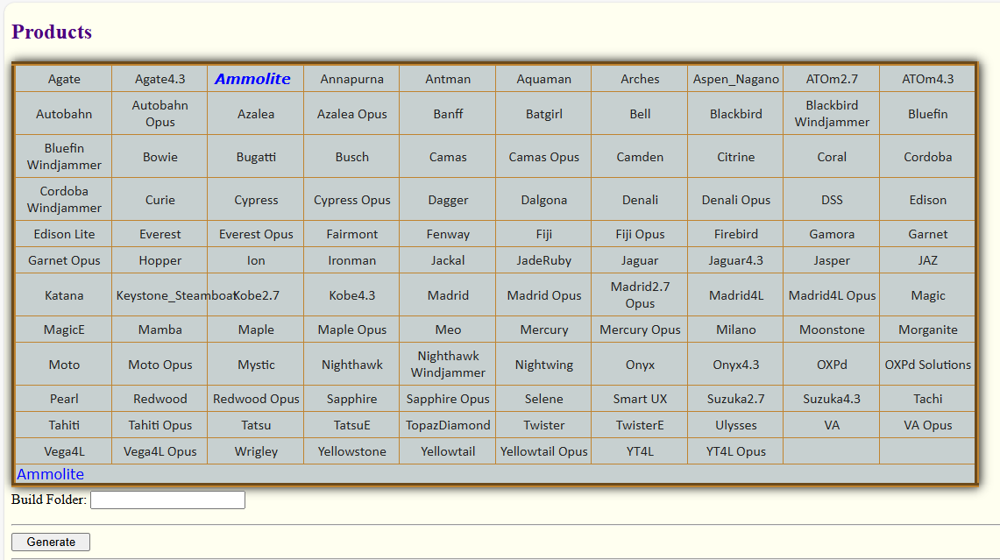 Products
Agate Agate4.3 Ammolite Annapurna Antman Aquaman Arches Aspen_Nagano ATOm2.7 ATOm4.3
Autobahn Autobahn Opus Azalea Azalea Opus Banff Batgirl Bell Blackbird Blackbird Windjammer Bluefin
Bluefin Windjammer Bowie Bugatti Busch Camas Camas Opus Camden Citrine Coral Cordoba
Cordoba Windjammer Curie Cypress Cypress Opus Dagger Dalgona Denali Denali Opus DSS Edison
Edison Lite Everest Everest Opus Fairmont Fenway Fiji Fiji Opus Firebird Gamora Garnet
Garnet Opus Hopper Ion Ironman Jackal JadeRuby Jaguar Jaguar4.3 Jasper JAZ
Katana Keystone_Steamboat Kobe2.7 Kobe4.3 Madrid Madrid Opus Madrid2.7 Opus Madrid4L Madrid4L Opus Magic
MagicE Mamba Maple Maple Opus Meo Mercury Mercury Opus Milano Moonstone Morganite
Moto Moto Opus Mystic Nighthawk Nighthawk Windjammer Nightwing Onyx Onyx4.3 OXPd OXPd Solutions
Pearl Redwood Redwood Opus Sapphire Sapphire Opus Selene Smart UX Suzuka2.7 Suzuka4.3 Tachi
Tahiti Tahiti Opus Tatsu TatsuE TopazDiamond Twister TwisterE Ulysses VA VA Opus
Vega4L Vega4L Opus Wrigley Yellowstone Yellowtail Yellowtail Opus YT4L YT4L Opus
Ammolite
Build Folder:
Generate